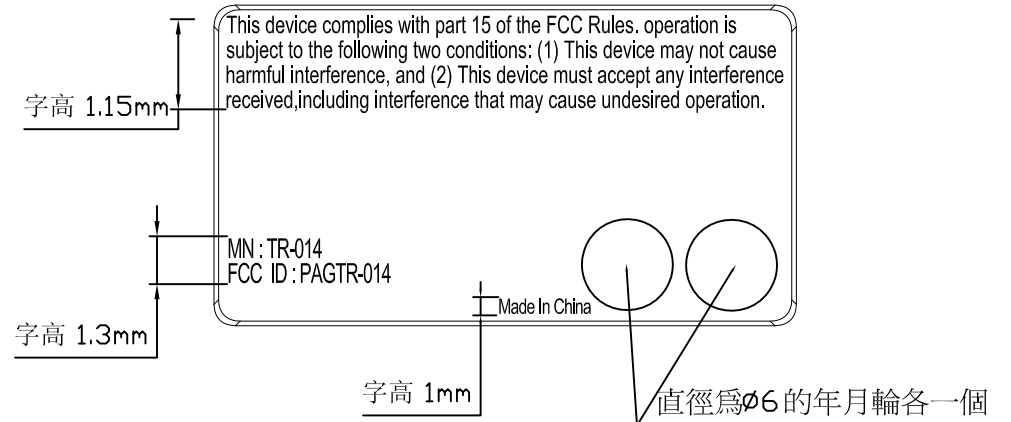 This device complies with part 15 of the FCC Rules. operation is
subject to the following two conditions: (1) This device may not cause
harmful interference, and (2) This device must accept any interference
received,including interference that may cause undesired operation.
字高 1.15mm
MN : TR-014
FCC ID : PAGTR-014
Made In China
字高 1.3mm
字高 1mm
直徑爲ø6的年月輪各一個